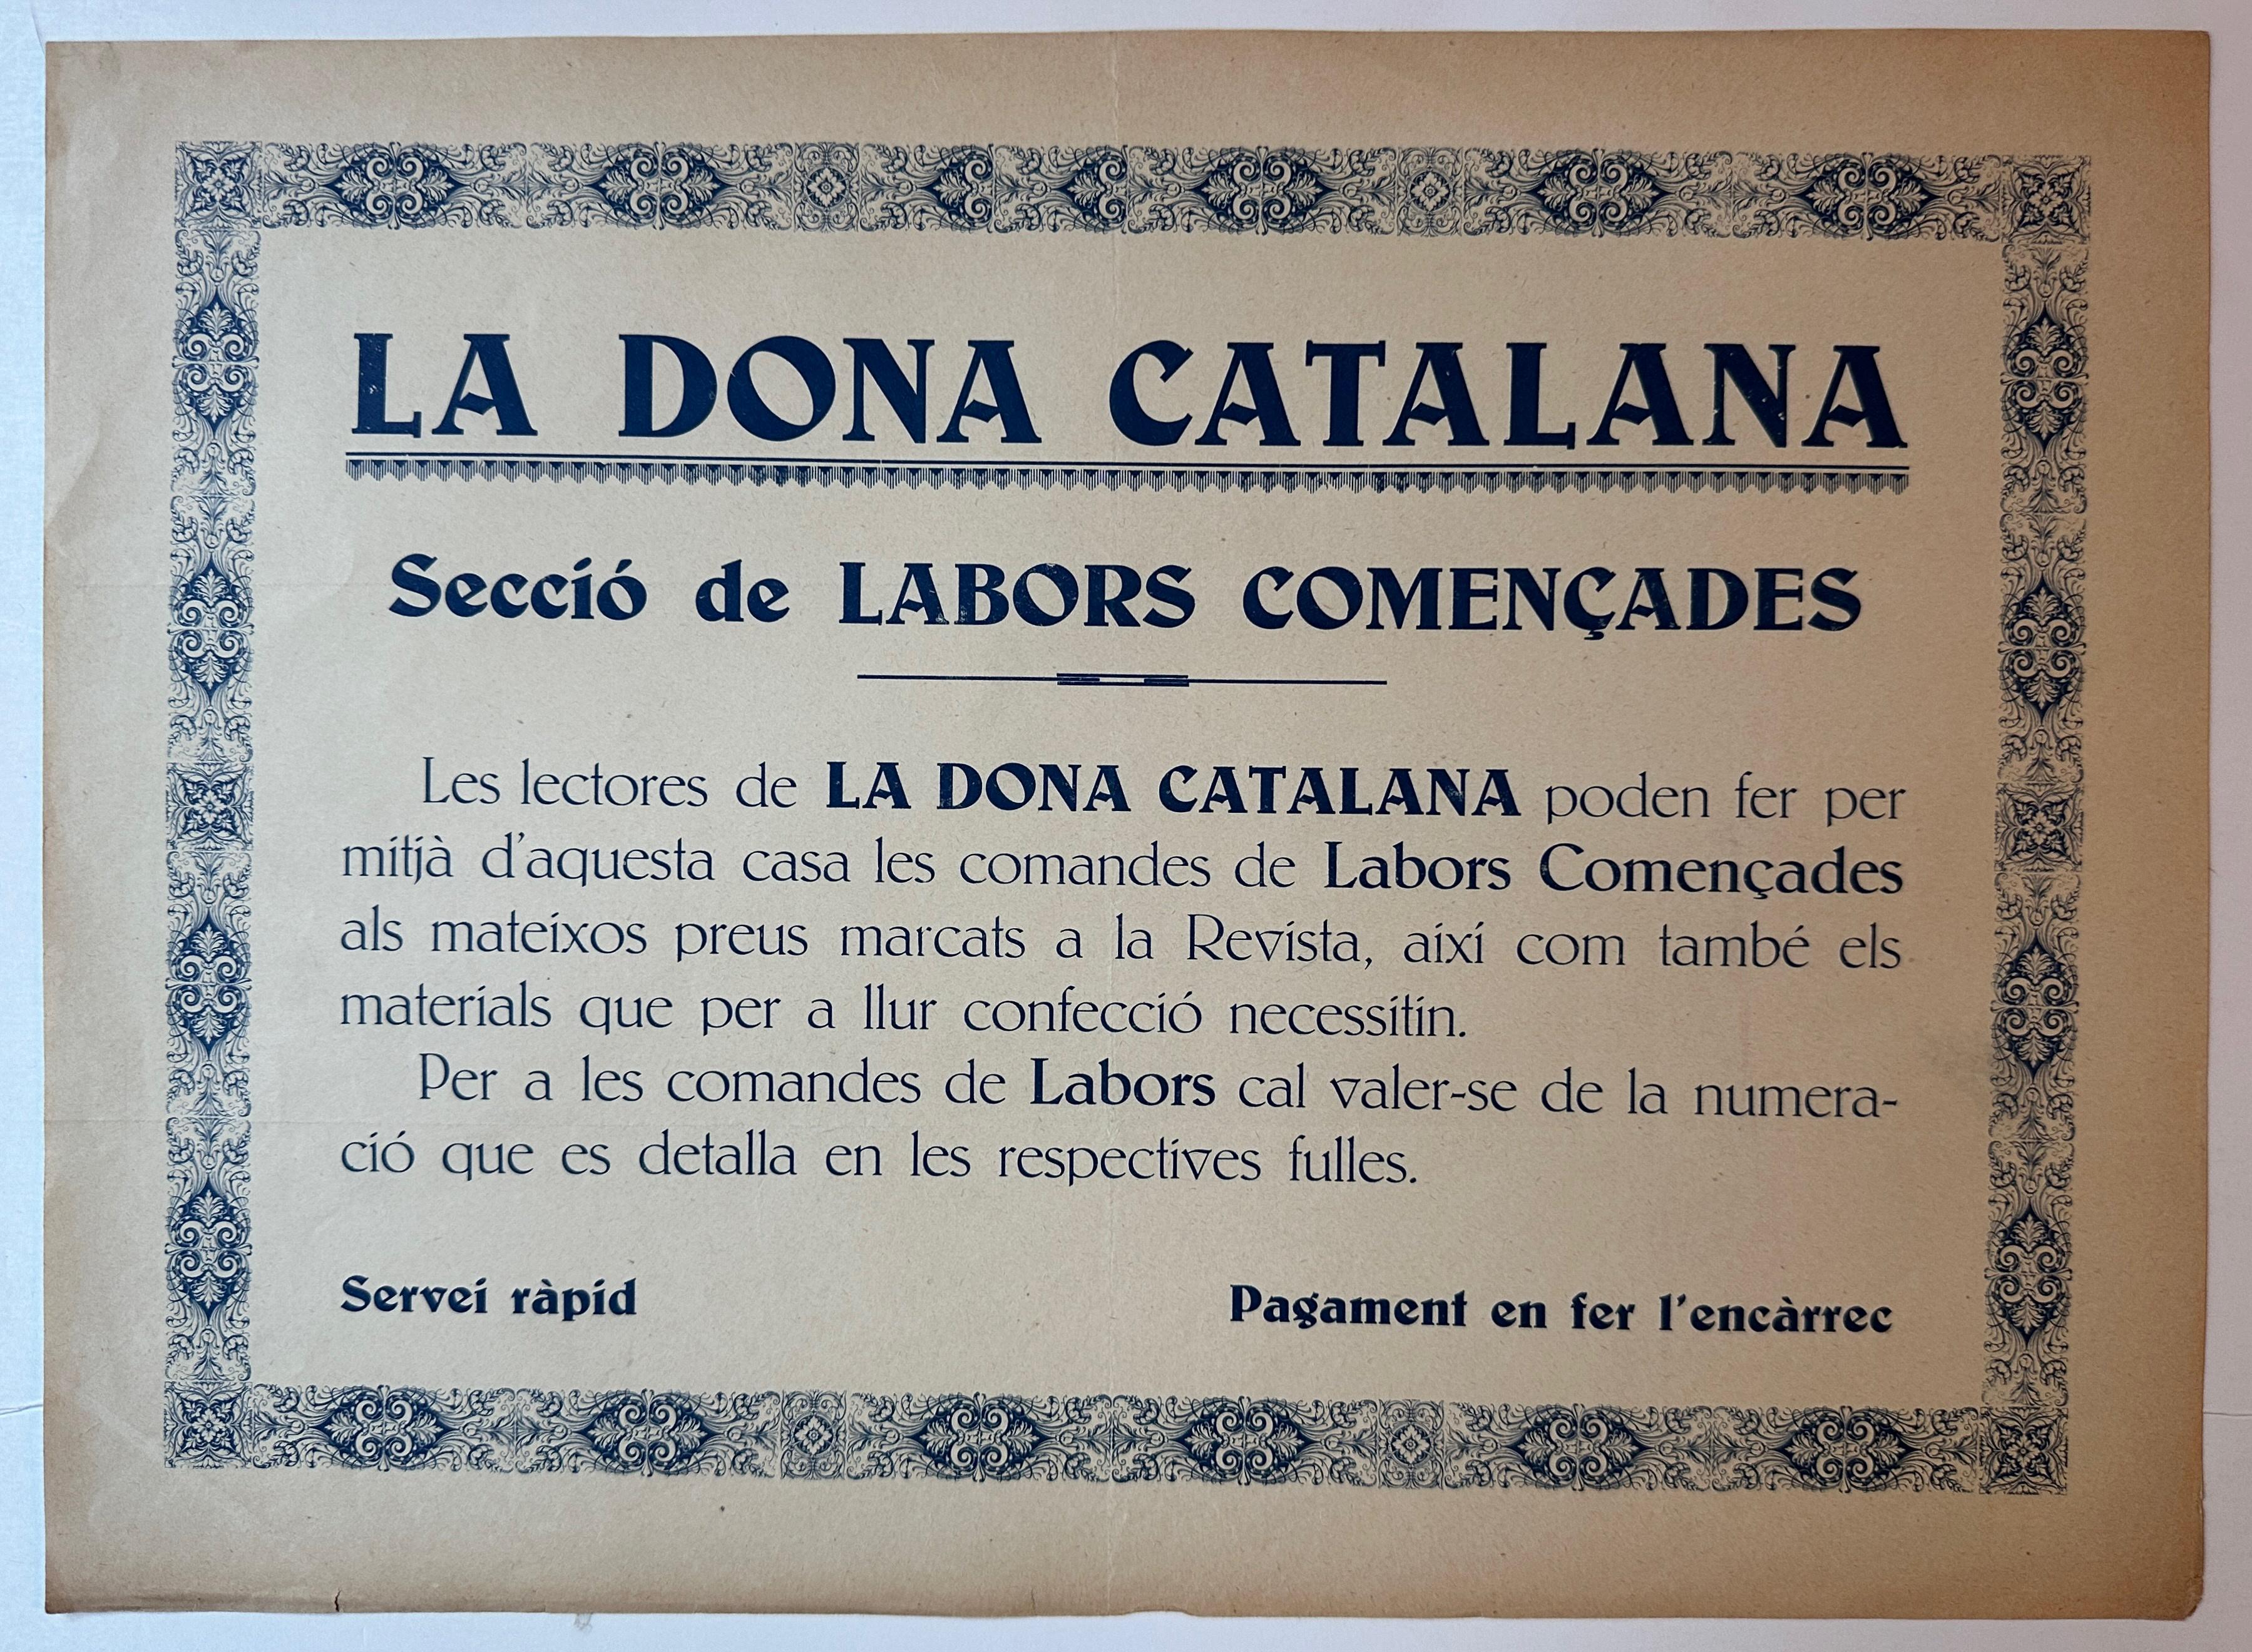 LA DONA CATALANA
Secció de LABORS COMENÇADES
Les lectores de LA DONA CATALANA poden fer per
mitjà d'aquesta casa les comandes de Labors Començades
als mateixos preus marcats a la Revista, així com també els
materials que per a llur confecció necessitin.
Per a les comandes de Labors cal valer-se de la numera-
ció que es detalla en les respectives fulles.
Servei ràpid
Pagament en fer l'encàrrec